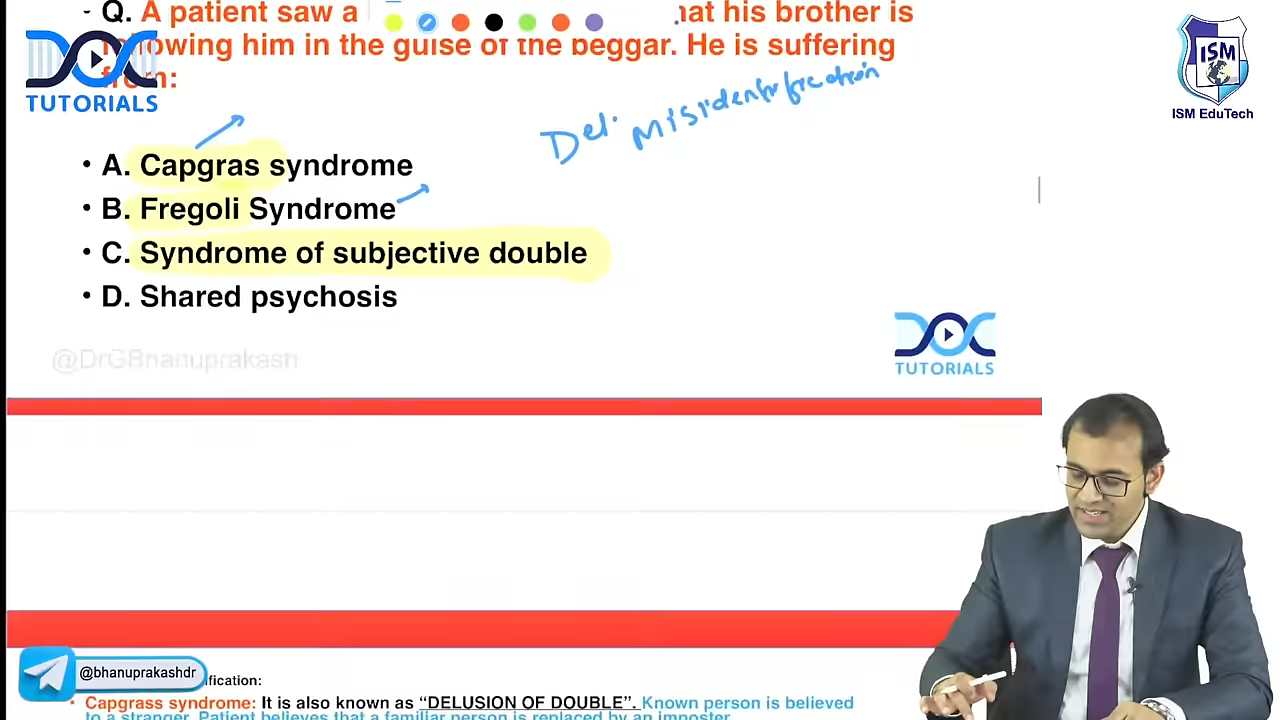 - Q. A patient saw a hat his brother is
following him in the guise of the beggar. He is suffering
from:
TUTORIALS
ISM
ISM EduTech
Del. Misidentification
• A. Capgras syndrome
• B. Fregoli Syndrome
• C. Syndrome of subjective double
• D. Shared psychosis
@DrGBhanuprakash
TUTORIALS
@bhanuprakashdr
ification:
• Capgrass syndrome: It is also known as “DELUSION OF DOUBLE”. Known person is believed
to a stranger. Patient believes that a familiar person is replaced by an imposter